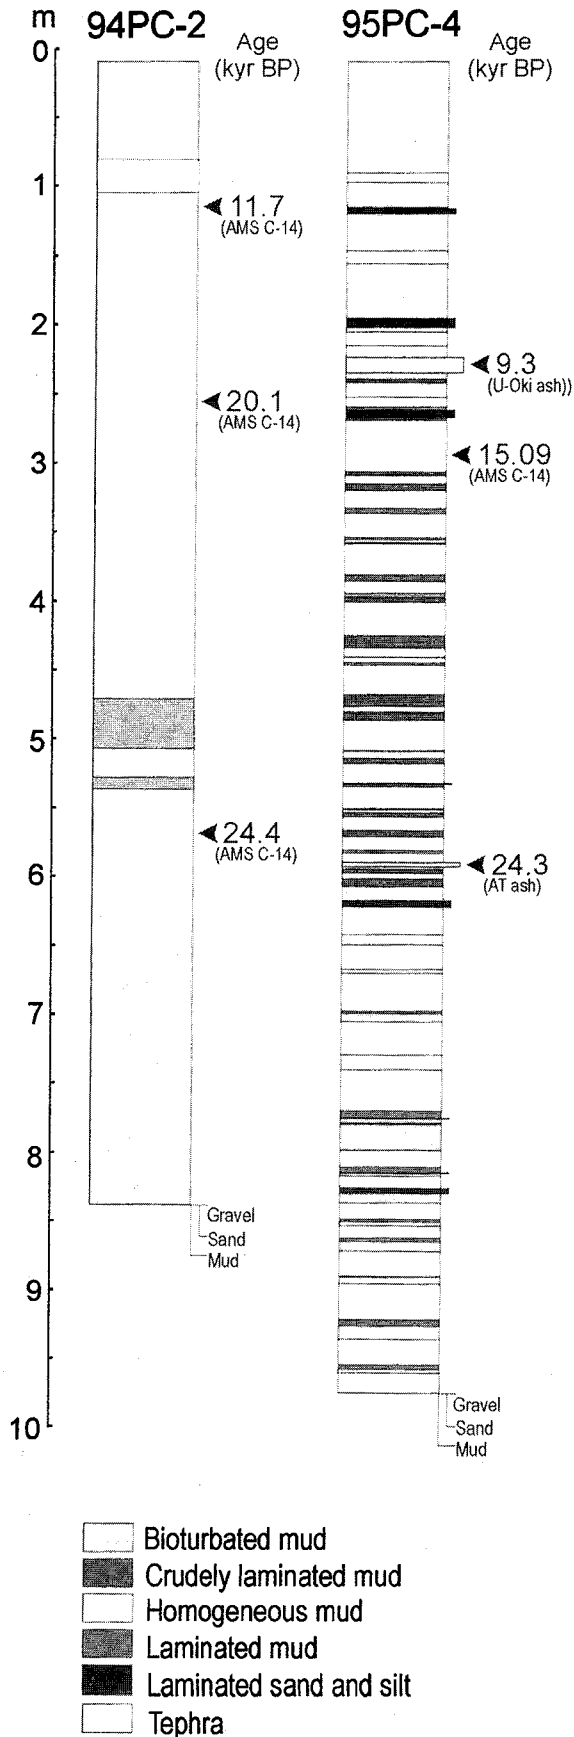 m
94PC-2
95PC-4
Age
(kyr BP)
Age
(kyr BP)
0
1
11.7
(AMS C-14)
2
9.3
(U-Oki ash))
20.1
(AMS C-14)
3
15.09
(AMS C-14)
4
5
24.4
(AMS C-14)
6
24.3
(AT ash)
7
8
Gravel
Sand
Mud
9
10
Gravel
Sand
Mud
Bioturbated mud
Crudely laminated mud
Homogeneous mud
Laminated mud
Laminated sand and silt
Tephra